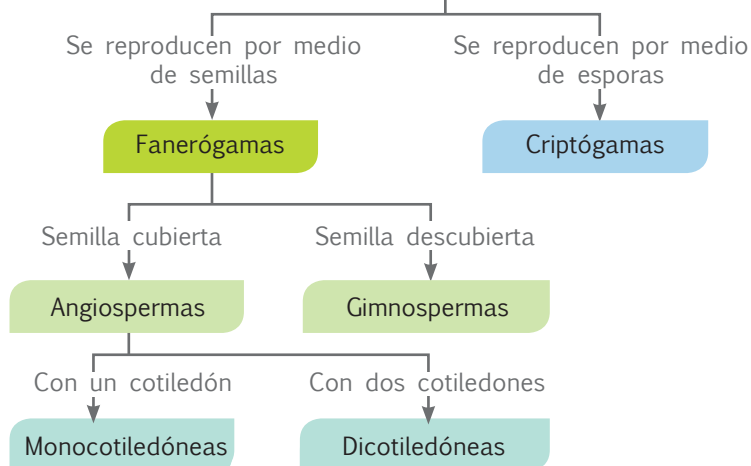 Se reproducen por medio
de semillas
Se reproducen por medio
de esporas
Fanerógamas
Criptógamas
Semilla cubierta
Semilla descubierta
Angiospermas
Gimnospermas
Con un cotiledón
Con dos cotiledones
Monocotiledóneas
Dicotiledóneas